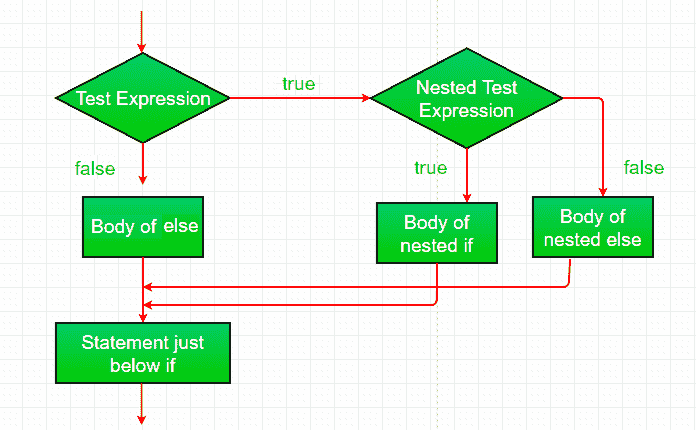 Test Expression
true
Nested Test
Expression
false
true
false
Body of else
Body of
nested if
Body of
nested else
Statement just
below if